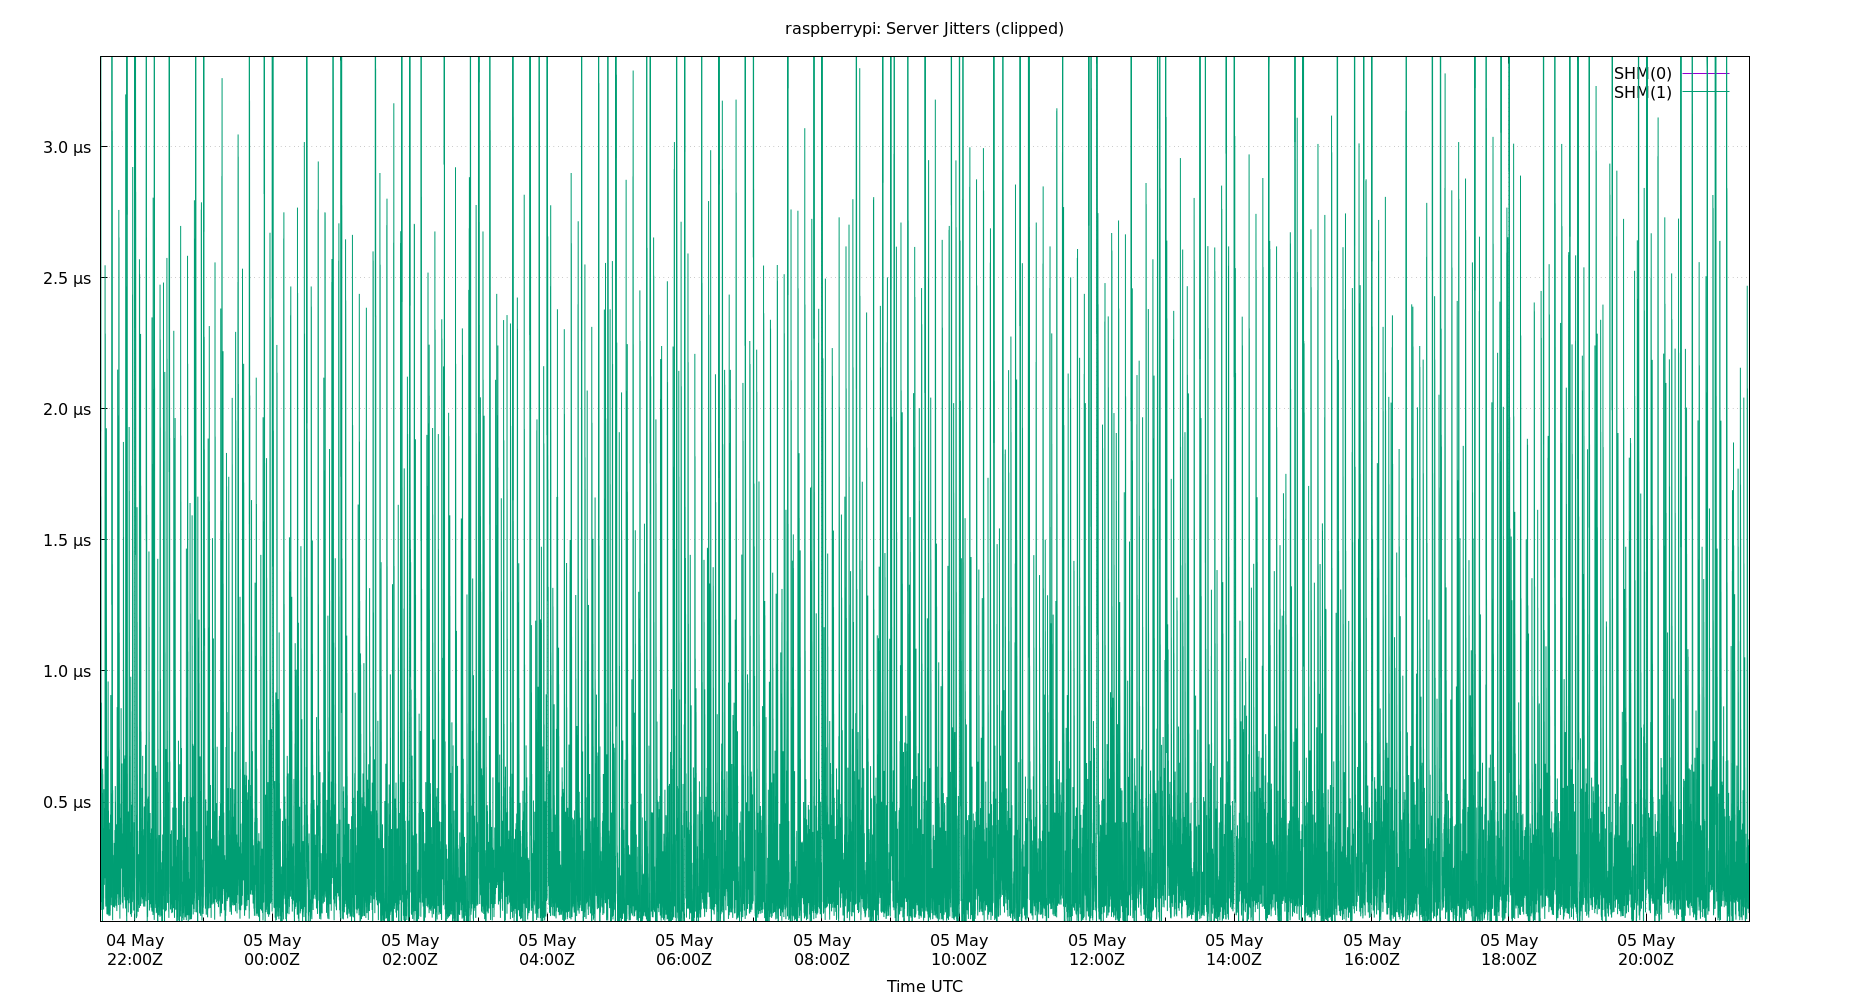 raspberrypi: Server Jitters (clipped)
SHM(0)
SHM(1)
3.0 µs
2.5 µs
2.0 µs
1.5 µs
1.0 µs
0.5 µs
04 May 05 May 05 May 05 May 05 May 05 May 05 May 05 May 05 May 05 May 05 May 05 May
22:00Z 00:00Z 02:00Z 04:00Z 06:00Z 08:00Z 10:00Z 12:00Z 14:00Z 16:00Z 18:00Z 20:00Z
Time UTC